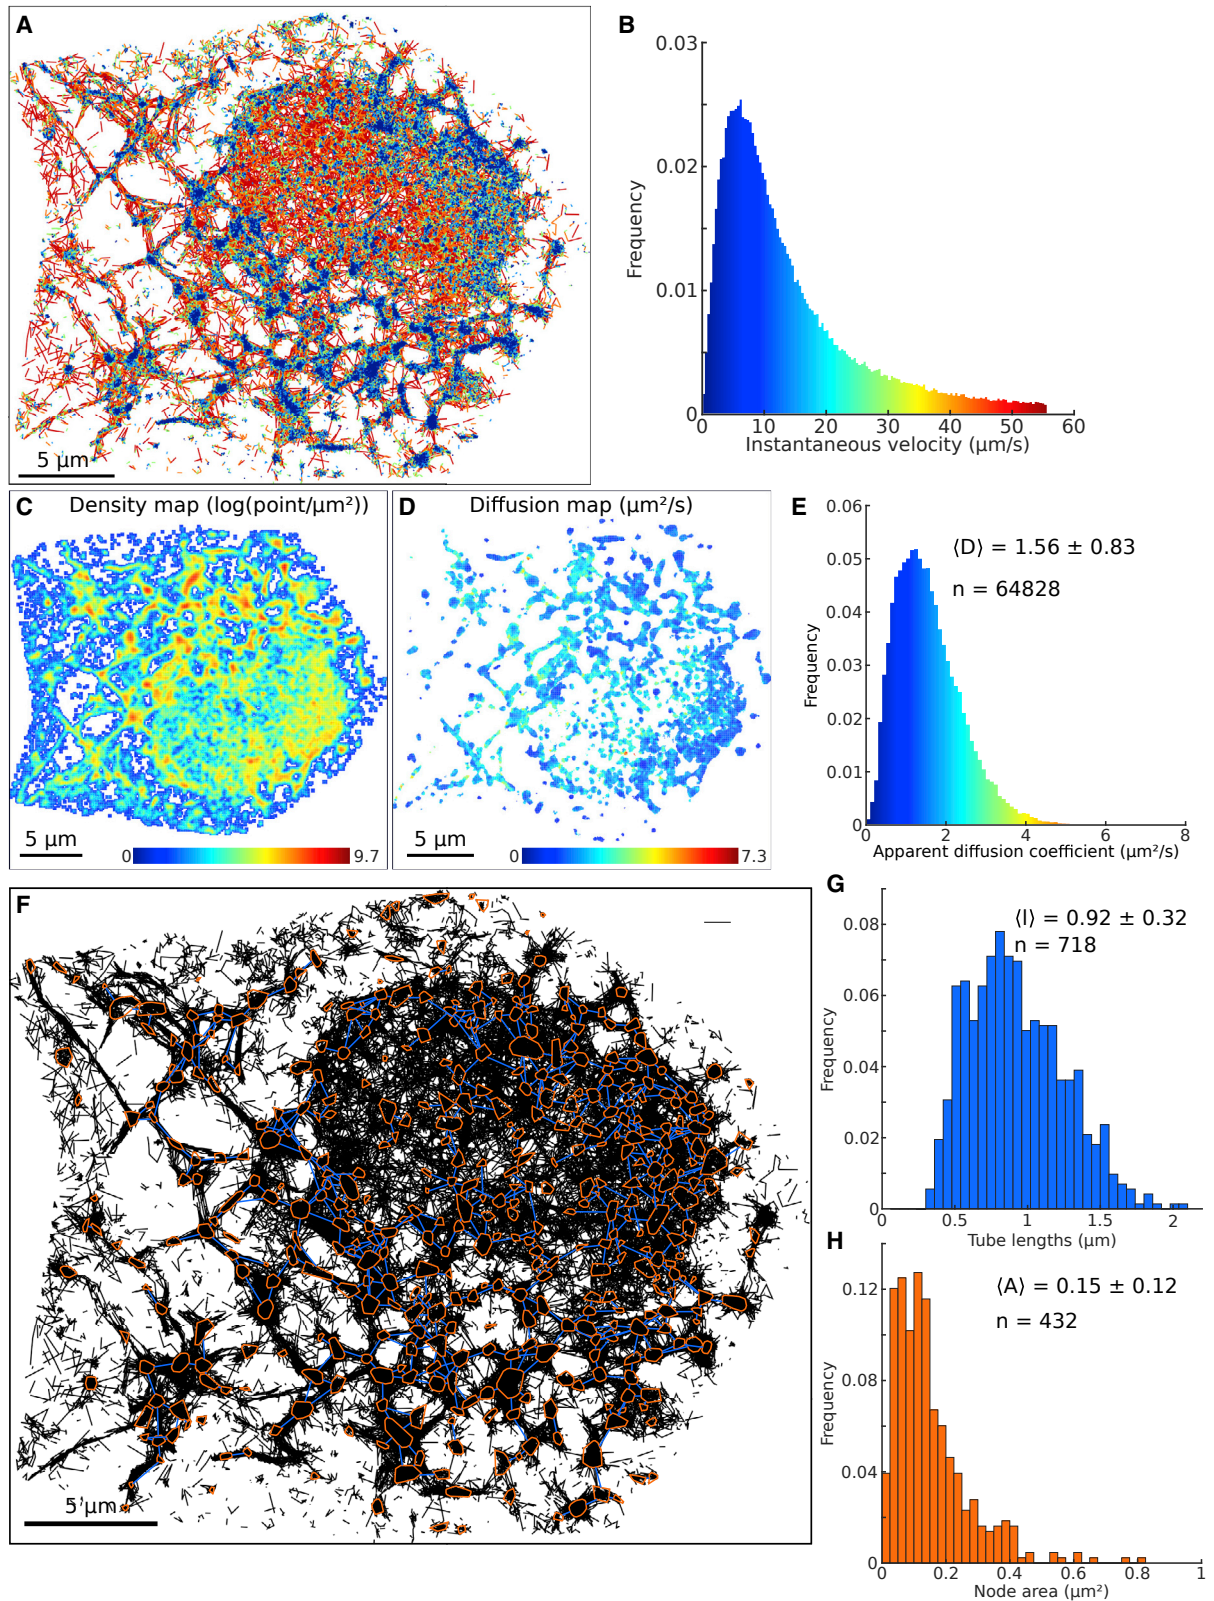 A
5 µm
B
0.03
0.02
0.01
0
Frequency
0 10 20 30 40 50 60
Instantaneous velocity (µm/s)
C Density map (log(point/µm²))
5 µm
0 9.7
D Diffusion map (µm²/s)
5 µm
0 7.3
E
0.06
0.05
0.04
0.03
0.02
0.01
0
Frequency
⟨D⟩ = 1.56 ± 0.83
n = 64828
0 2 4 6 8
Apparent diffusion coefficient (µm²/s)
F
5 µm
G
0.08
0.06
0.04
0.02
0
Frequency
⟨l⟩ = 0.92 ± 0.32
n = 718
0 0.5 1 1.5 2
Tube lengths (µm)
H
0.12
0.08
0.04
0
Frequency
⟨A⟩ = 0.15 ± 0.12
n = 432
0 0.2 0.4 0.6 0.8 1
Node area (µm²)